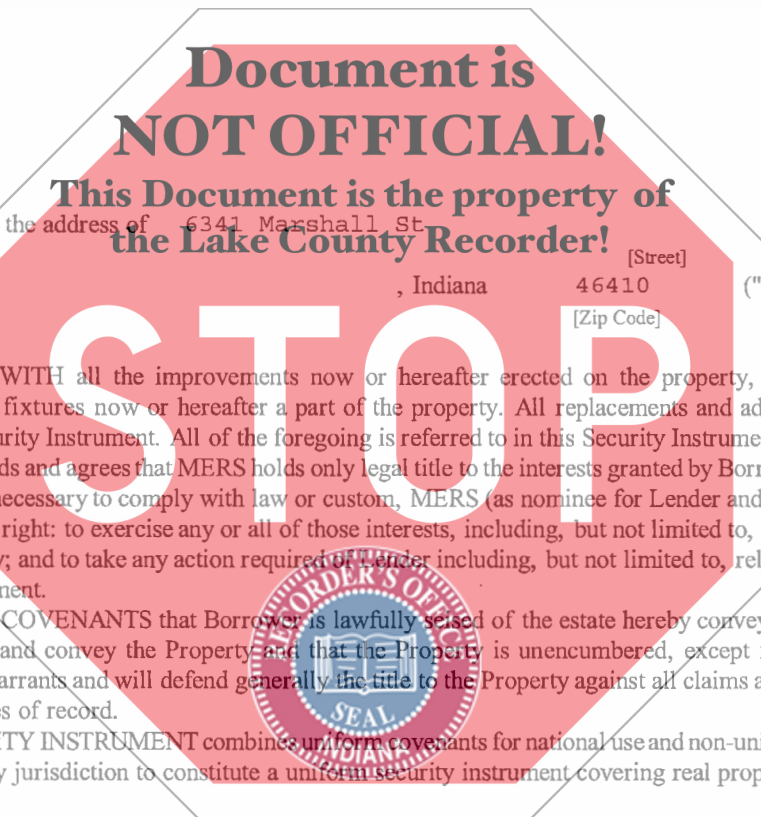 Document is
NOT OFFICIAL!
This Document is the property of
the Lake County Recorder!
the address of 6341 Marshall St
[Street]
, Indiana 46410 ("
[Zip Code]
STOP
WITH all the improvements now or hereafter erected on the property,
fixtures now or hereafter a part of the property. All replacements and ad
urity Instrument. All of the foregoing is referred to in this Security Instrume
ds and agrees that MERS holds only legal title to the interests granted by Borr
necessary to comply with law or custom, MERS (as nominee for Lender and
right: to exercise any or all of those interests, including, but not limited to,
y; and to take any action required of Lender including, but not limited to, rel
ment.
COVENANTS that Borrower is lawfully seised of the estate hereby convey
and convey the Property and that the Property is unencumbered, except
arrants and will defend generally the title to the Property against all claims a
es of record.
ITY INSTRUMENT combines uniform covenants for national use and non-uni
y jurisdiction to constitute a uniform security instrument covering real prop
RECORDER'S OFFICE
SEAL
INDIANA